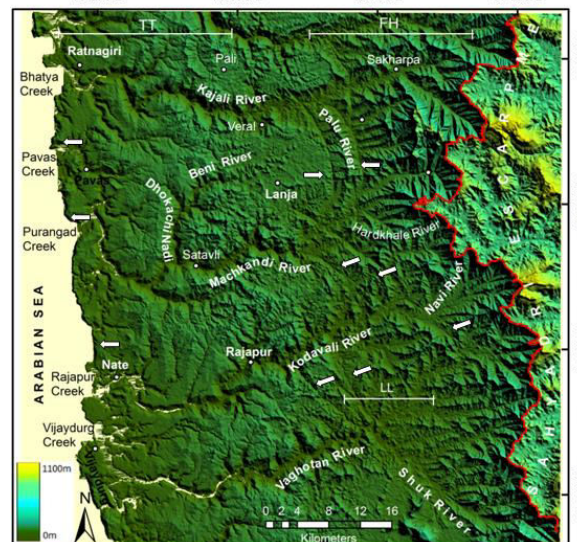 TT
FH
Ratnagiri
Pali
Sakharpa
Bhatya
Creek
Kajali River
Veral
Palu River
Pavas
Creek
Pavas
Beni River
Lanja
Dhokachi Nadi
Purangad
Creek
Hardkhale River
Satavli
Machkandi River
Navi River
ARABIAN SEA
Rajapur
Kodavali River
Nate
Rajapur
Creek
LL
Vijaydurg
Creek
Vaghotan River
Shuk River
1100m
0m
N
0 2 4 8 12 16
Kilometers
SAHYADRI ESCARPME